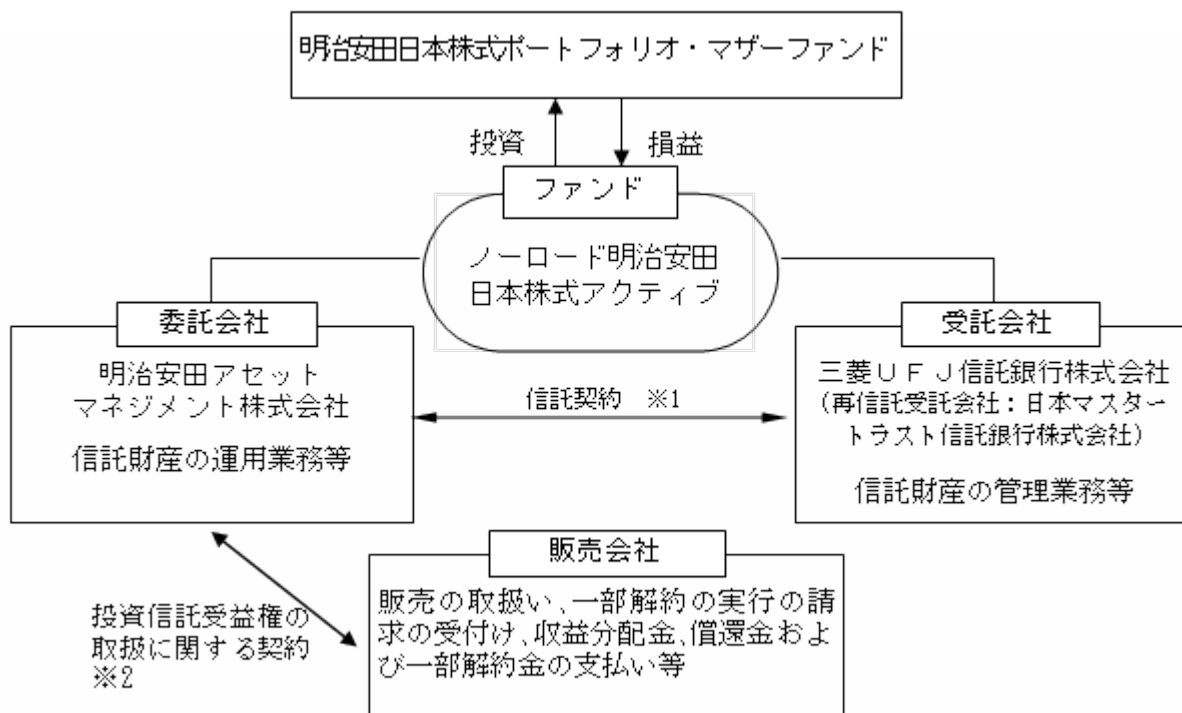 明治安田日本株式ポートフォリオ・マザーファンド
投資
損益
ファンド
ノーロード明治安田
日本株式アクティブ
委託会社
明治安田アセット
マネジメント株式会社
信託財産の運用業務等
信託契約 ※1
受託会社
三菱UFJ信託銀行株式会社
(再信託受託会社:日本マスター
トラスト信託銀行株式会社)
信託財産の管理業務等
投資信託受益権の
取扱に関する契約
※2
販売会社
販売の取扱い、一部解約の実行の請
求の受付け、収益分配金、償還金およ
び一部解約金の支払い等